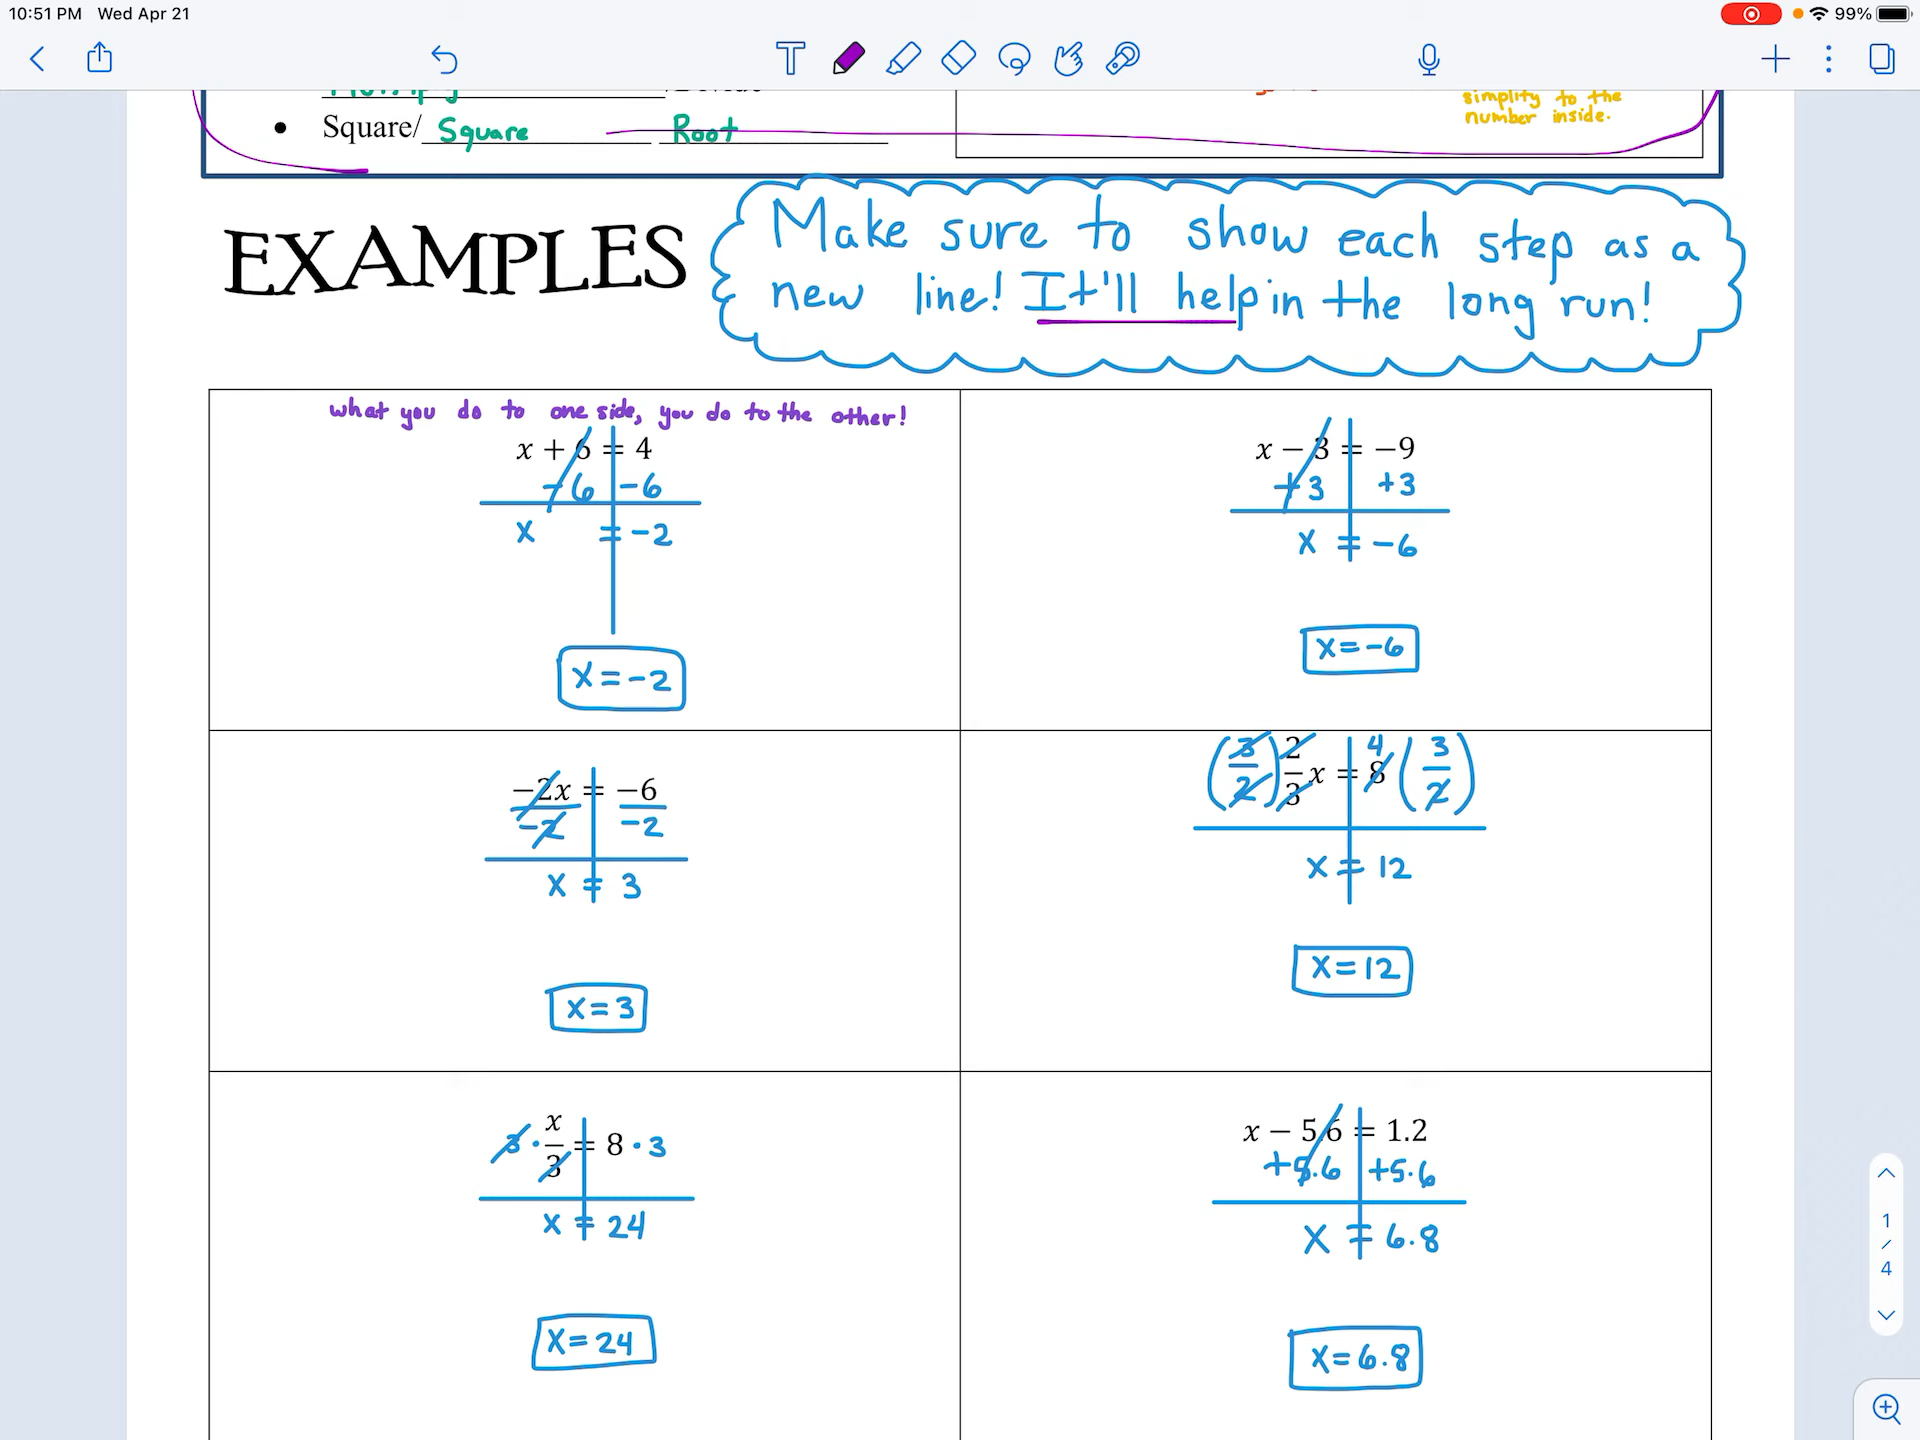 10:51 PM Wed Apr 21
99%
simplify to the
number inside.
• Square/ Square Root
EXAMPLES
Make sure to show each step as a
new line! It'll help in the long run!
what you do to one side, you do to the other!
x + 6 = 4
-6 -6
x = -2
x = -2
x − 3 = −9
+3 +3
x = -6
x = -6
−2x = −6
-2 -2
x = 3
x = 3
(3/2) 2/3 x = 8 (3/2)
4
x = 12
x = 12
3 · x/3 = 8 · 3
x = 24
x = 24
x − 5.6 = 1.2
+5.6 +5.6
x = 6.8
x = 6.8
1
/
4